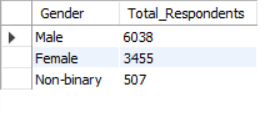 Gender Total_Respondents
Male 6038
Female 3455
Non-binary 507